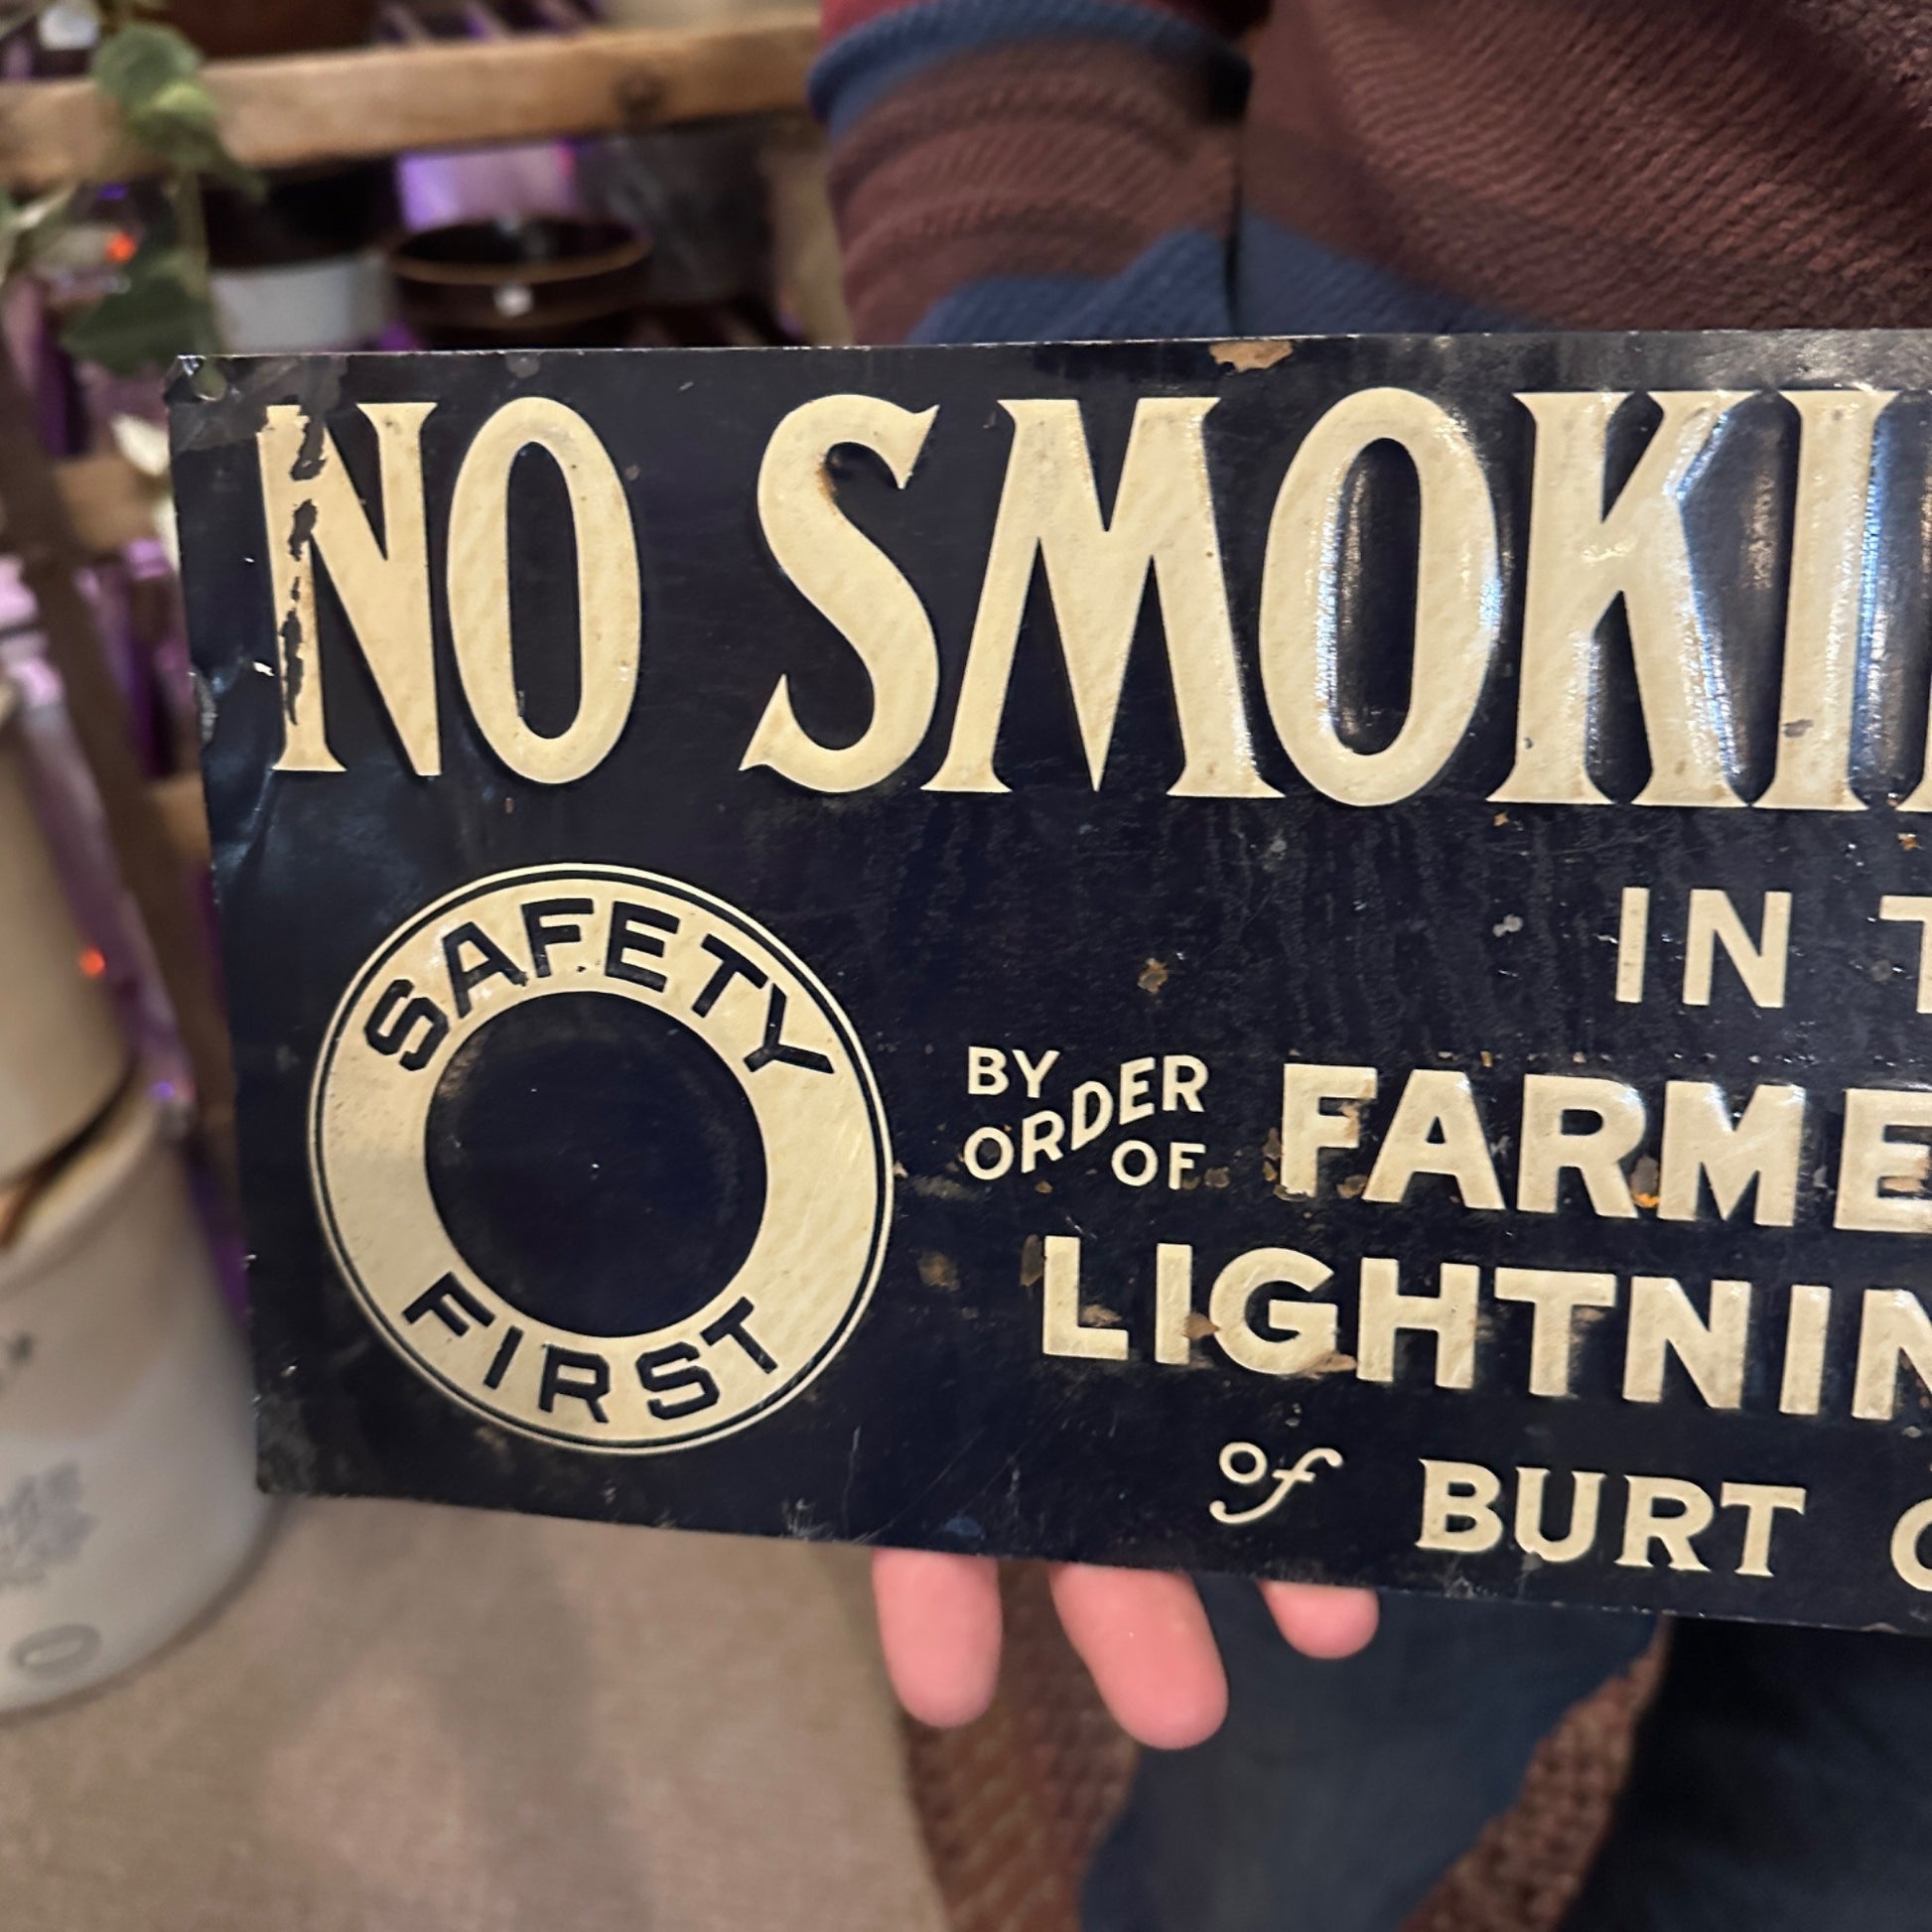 NO SMOKI
SAFETY
FIRST
IN T
BY
ORDER
OF
FARME
LIGHTNIN
of BURT